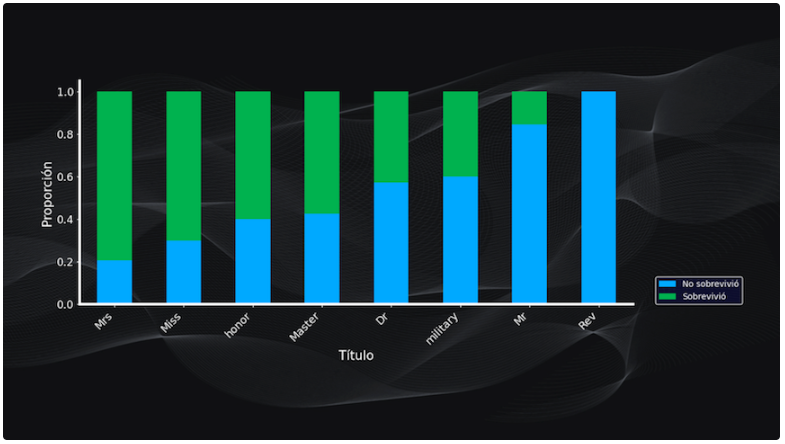 1.0
0.8
0.6
0.4
0.2
0.0
Proporción
Mrs
Miss
honor
Master
Dr
military
Mr
Rev
Título
No sobrevivió
Sobrevivió